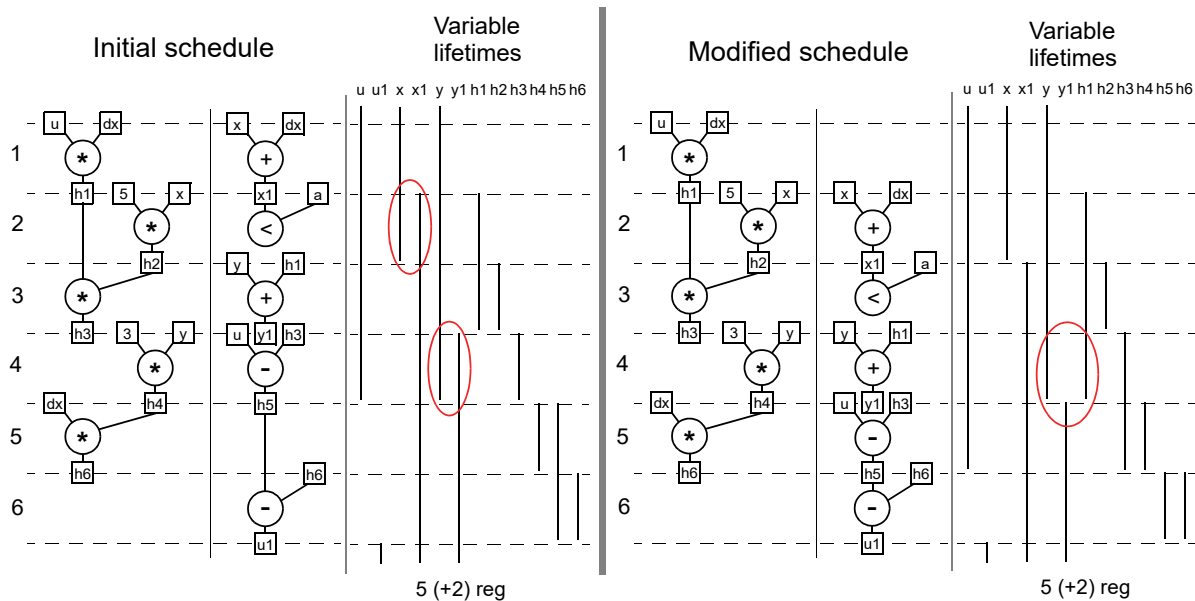 Initial schedule
Variable
lifetimes
u u1 x x1 y y1 h1 h2 h3 h4 h5 h6
u dx x dx
1 * +
h1 5 x x1 a
2 * <
h2 y h1
3 * +
h3 3 y u y1 h3
4 * -
dx h4 h5
5 *
h6 h6
6 -
u1
5 (+2) reg
Modified schedule
Variable
lifetimes
u u1 x x1 y y1 h1 h2 h3 h4 h5 h6
u dx
1 *
h1 5 x x dx
2 * +
h2 x1 a
3 * <
h3 3 y y h1
4 * +
dx h4 u y1 h3
5 * -
h6 h5 h6
6 -
u1
5 (+2) reg